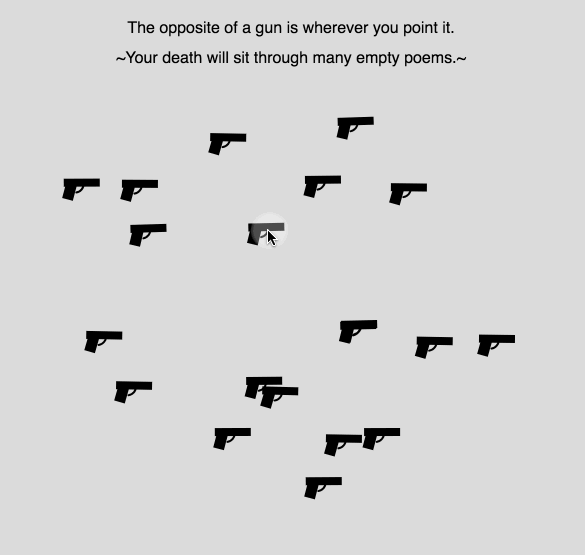 The opposite of a gun is wherever you point it.
~Your death will sit through many empty poems.~